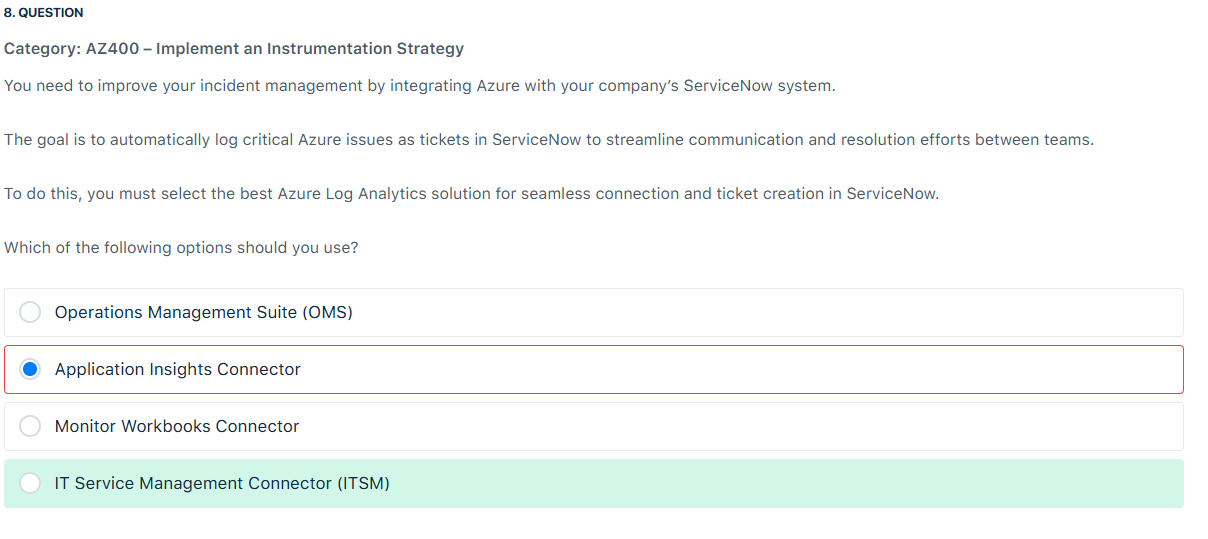 8. QUESTION
Category: AZ400 – Implement an Instrumentation Strategy
You need to improve your incident management by integrating Azure with your company’s ServiceNow system.
The goal is to automatically log critical Azure issues as tickets in ServiceNow to streamline communication and resolution efforts between teams.
To do this, you must select the best Azure Log Analytics solution for seamless connection and ticket creation in ServiceNow.
Which of the following options should you use?
Operations Management Suite (OMS)
Application Insights Connector
Monitor Workbooks Connector
IT Service Management Connector (ITSM)